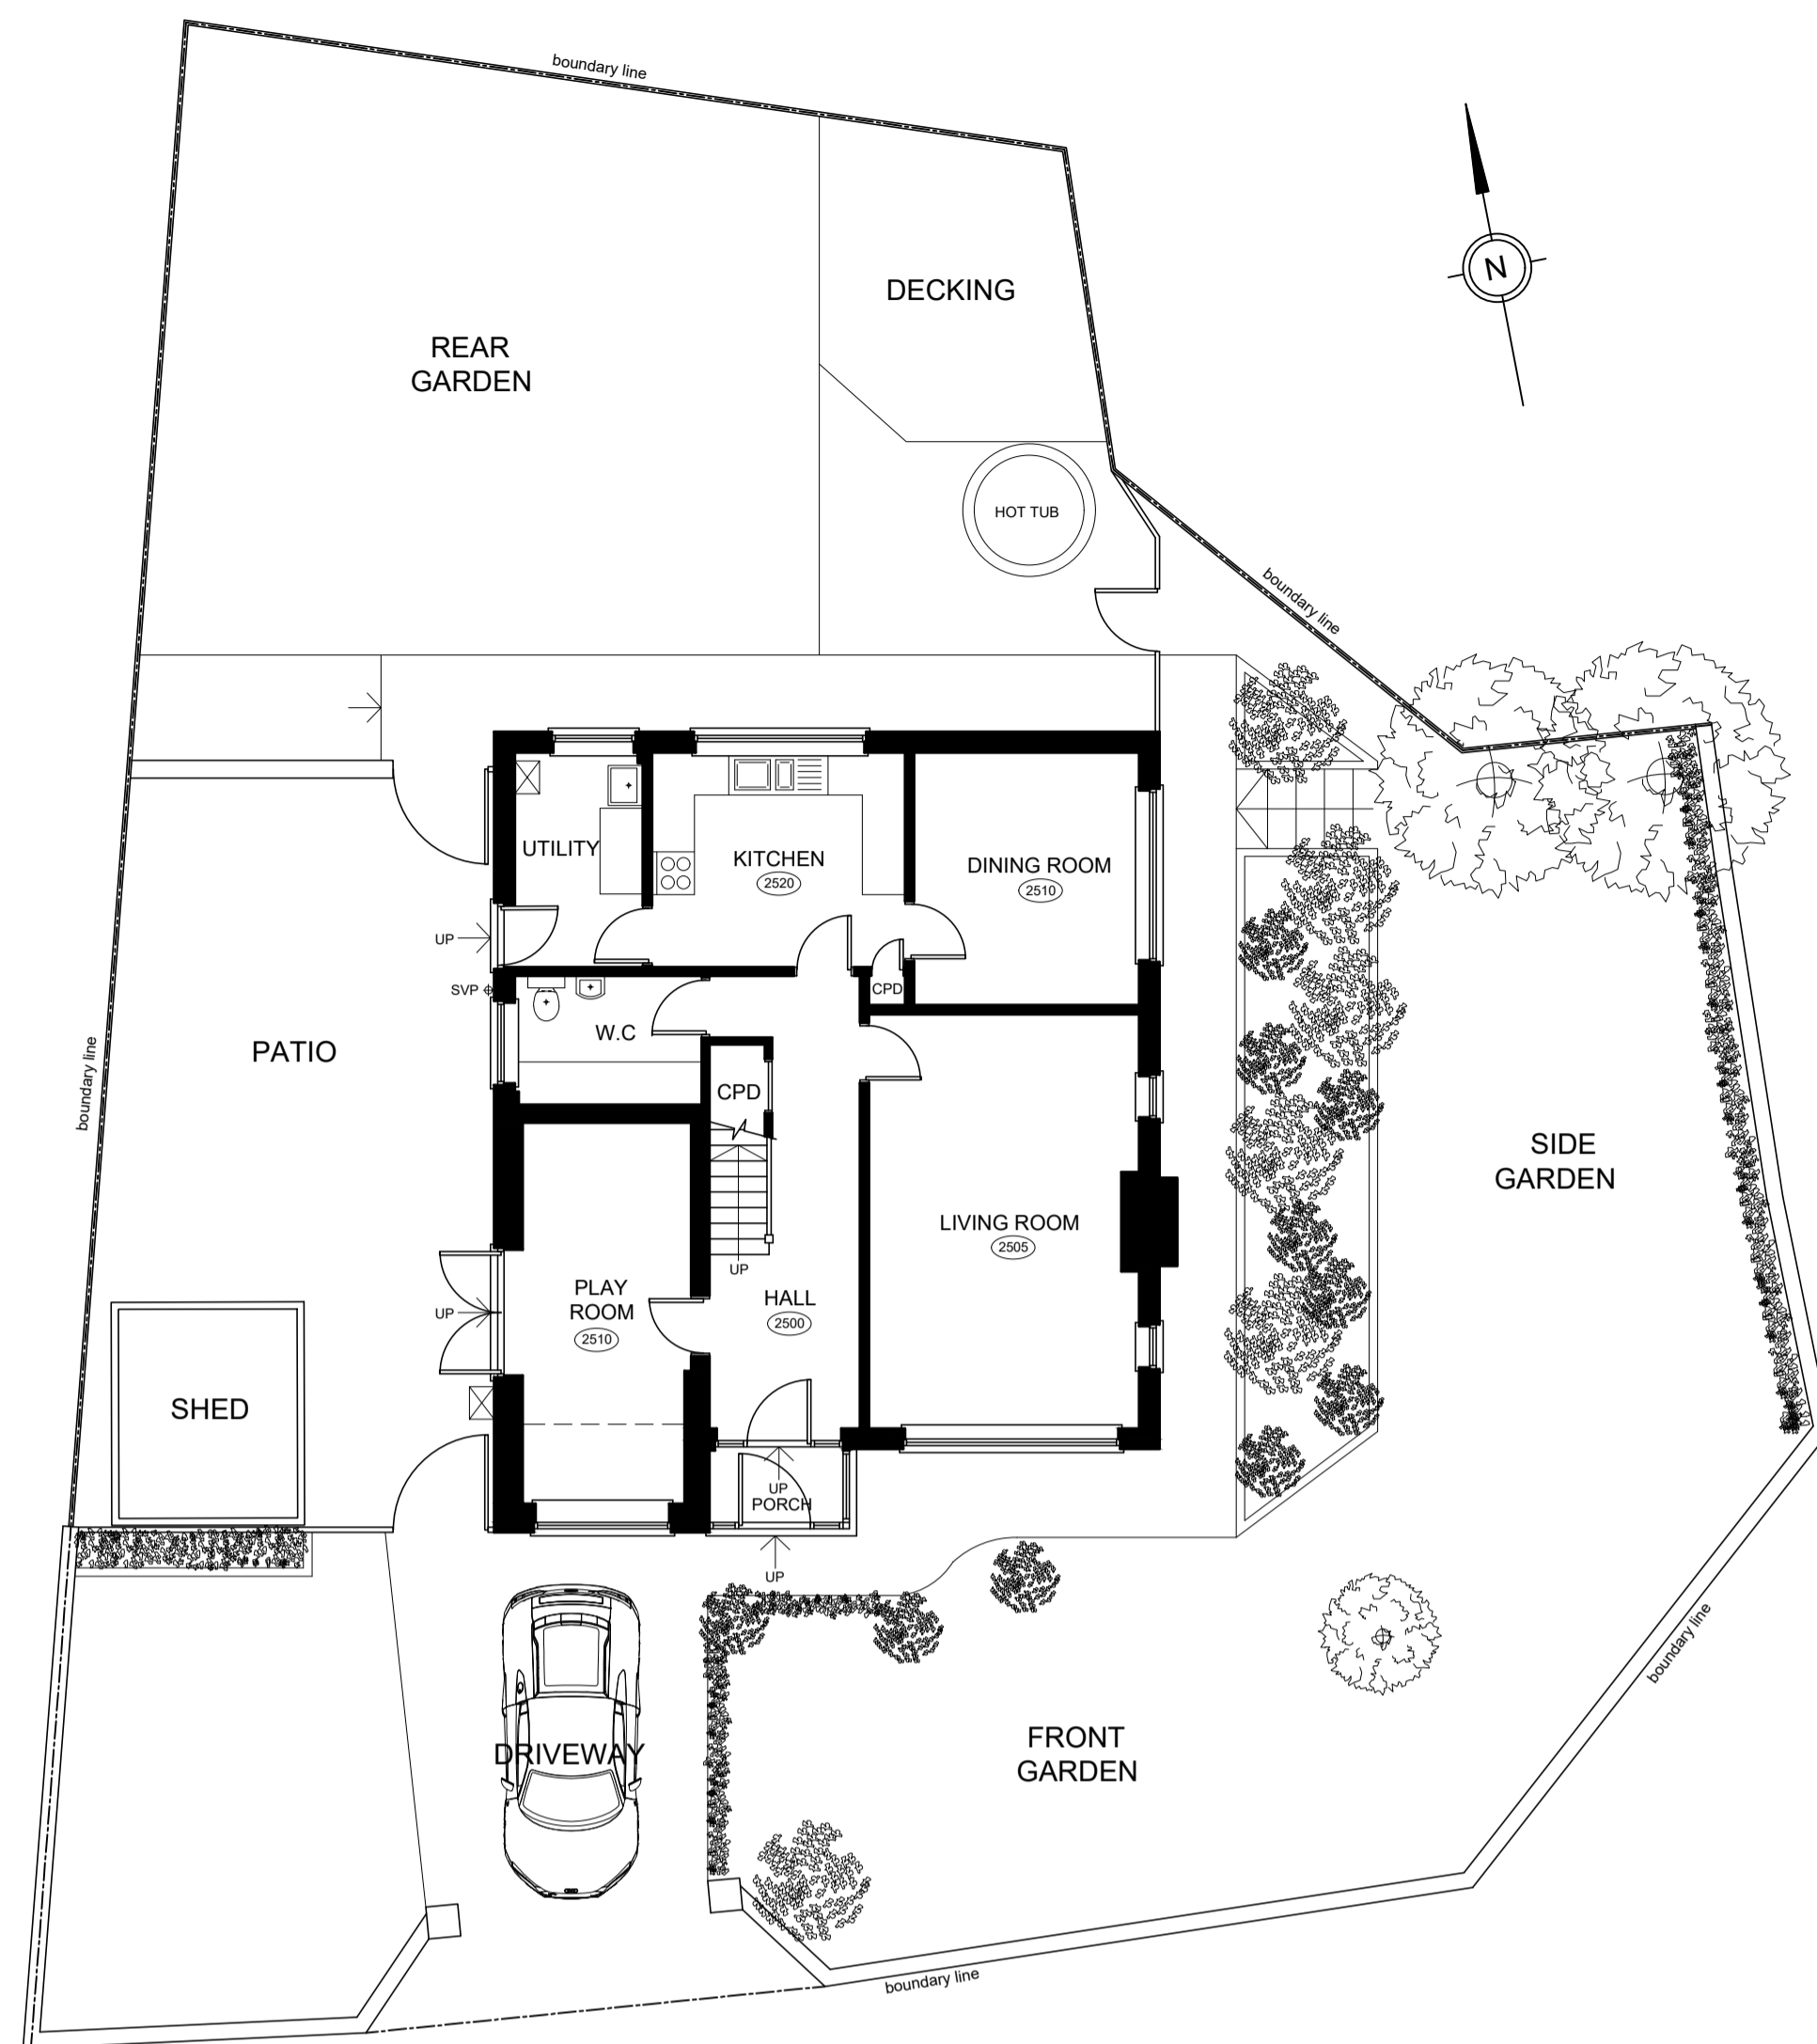 boundary line
N
DECKING
REAR
GARDEN
HOT TUB
boundary line
UTILITY
KITCHEN
2520
DINING ROOM
2510
UP
SVP
CPD
W.C
PATIO
boundary line
CPD
SIDE
GARDEN
LIVING ROOM
2505
UP
PLAY
ROOM
2510
HALL
2500
UP
SHED
UP
PORCH
UP
boundary line
FRONT
GARDEN
DRIVEWAY
boundary line